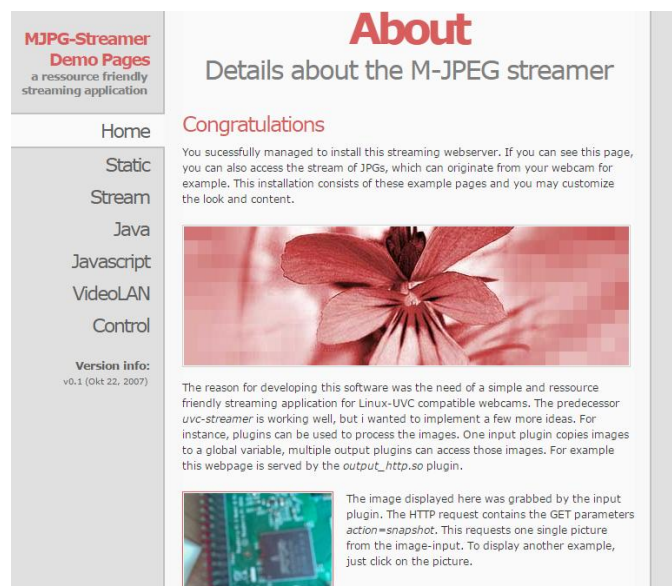 MJPG-Streamer
Demo Pages
a ressource friendly
streaming application
Home
Static
Stream
Java
Javascript
VideoLAN
Control
Version info:
v0.1 (Okt 22, 2007)
About
Details about the M-JPEG streamer
Congratulations
You sucessfully managed to install this streaming webserver. If you can see this page,
you can also access the stream of JPGs, which can originate from your webcam for
example. This installation consists of these example pages and you may customize
the look and content.
The reason for developing this software was the need of a simple and ressource
friendly streaming application for Linux-UVC compatible webcams. The predecessor
uvc-streamer is working well, but i wanted to implement a few more ideas. For
instance, plugins can be used to process the images. One input plugin copies images
to a global variable, multiple output plugins can access those images. For example
this webpage is served by the output_http.so plugin.
The image displayed here was grabbed by the input
plugin. The HTTP request contains the GET parameters
action=snapshot. This requests one single picture
from the image-input. To display another example,
just click on the picture.